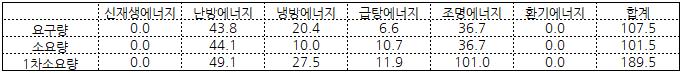 신재생에너지 난방에너지 냉방에너지 급탕에너지 조명에너지 환기에너지 합계
요구량 0.0 43.8 20.4 6.6 36.7 0.0 107.5
소요량 0.0 44.1 10.0 10.7 36.7 0.0 101.5
1차소요량 0.0 49.1 27.5 11.9 101.0 0.0 189.5